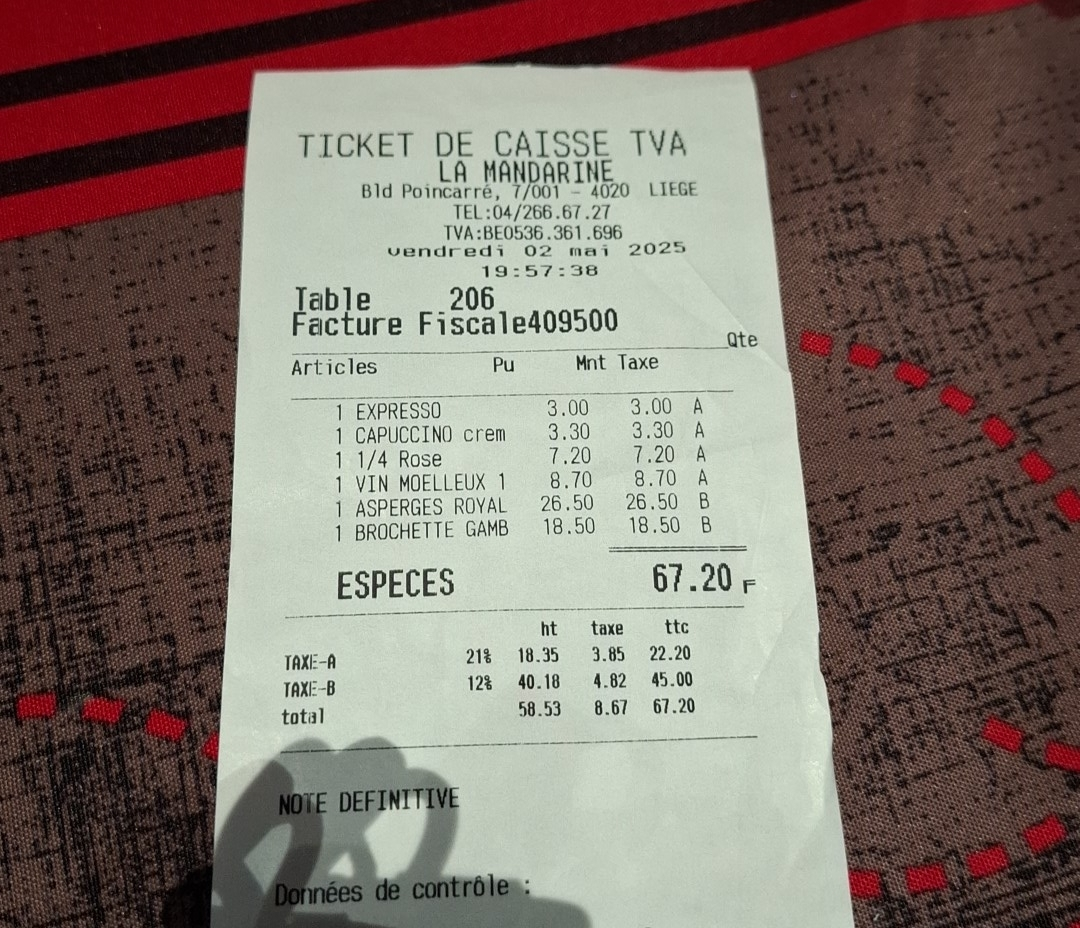 TICKET DE CAISSE TVA
LA MANDARINE
Bld Poincarré, 7/001 - 4020 LIEGE
TEL:04/266.67.27
TVA:BE0536.361.696
vendredi 02 mai 2025
19:57:38
Table 206
Facture Fiscale409500
Qte
Articles Pu Mnt Taxe
1 EXPRESSO 3.00 3.00 A
1 CAPUCCINO crem 3.30 3.30 A
1 1/4 Rose 7.20 7.20 A
1 VIN MOELLEUX 1 8.70 8.70 A
1 ASPERGES ROYAL 26.50 26.50 B
1 BROCHETTE GAMB 18.50 18.50 B
ESPECES 67.20 F
ht taxe ttc
TAXE-A 21% 18.35 3.85 22.20
TAXE-B 12% 40.18 4.82 45.00
total 58.53 8.67 67.20
NOTE DEFINITIVE
Données de contrôle :